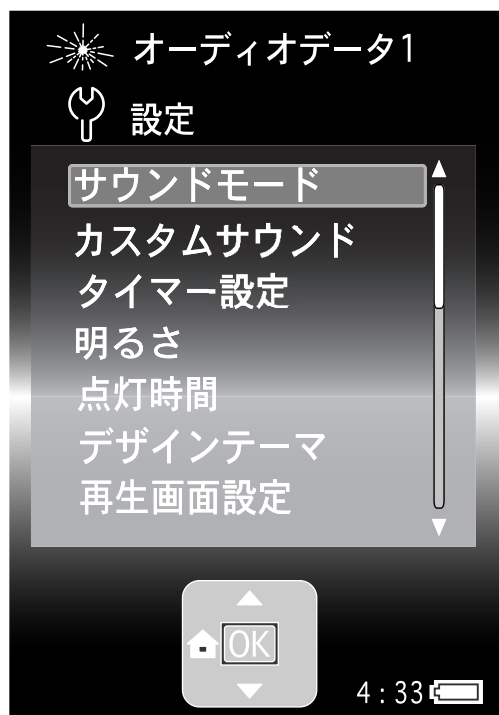 オーディオデータ1
設定
サウンドモード
カスタムサウンド
タイマー設定
明るさ
点灯時間
デザインテーマ
再生画面設定
OK
4:33